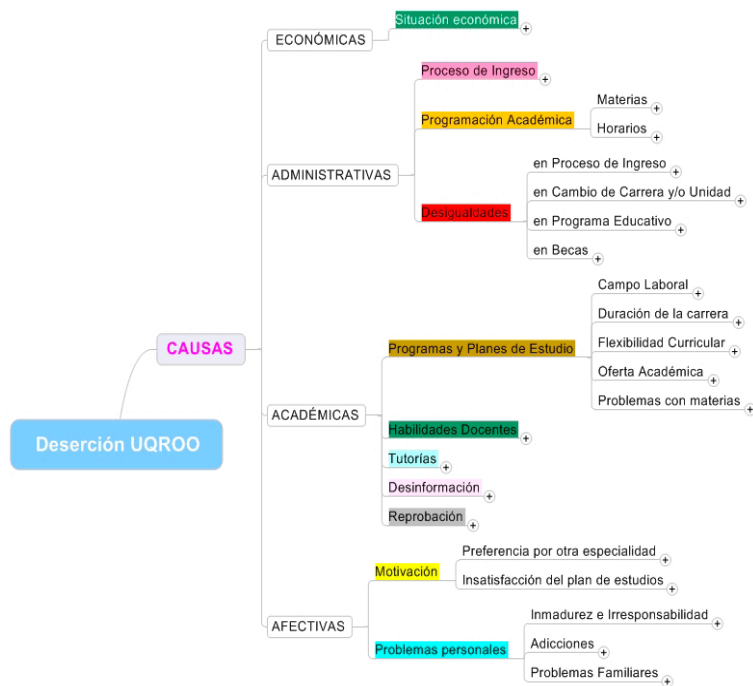 Deserción UQROO
CAUSAS
ECONÓMICAS
Situación económica
ADMINISTRATIVAS
Proceso de Ingreso
Programación Académica
Materias
Horarios
Desigualdades
en Proceso de Ingreso
en Cambio de Carrera y/o Unidad
en Programa Educativo
en Becas
ACADÉMICAS
Programas y Planes de Estudio
Campo Laboral
Duración de la carrera
Flexibilidad Curricular
Oferta Académica
Problemas con materias
Habilidades Docentes
Tutorías
Desinformación
Reprobación
AFECTIVAS
Motivación
Preferencia por otra especialidad
Insatisfacción del plan de estudios
Problemas personales
Inmadurez e Irresponsabilidad
Adicciones
Problemas Familiares